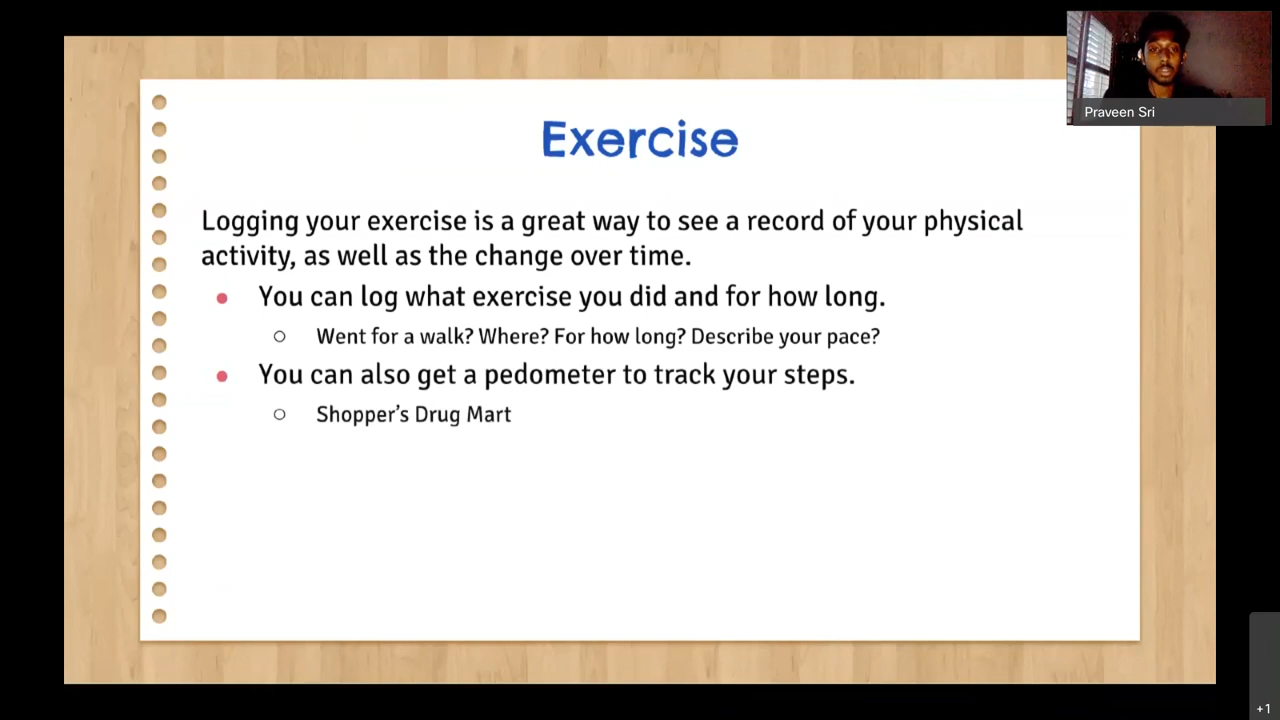 Praveen Sri
Exercise
Logging your exercise is a great way to see a record of your physical
activity, as well as the change over time.
● You can log what exercise you did and for how long.
○ Went for a walk? Where? For how long? Describe your pace?
● You can also get a pedometer to track your steps.
○ Shopper’s Drug Mart
+1